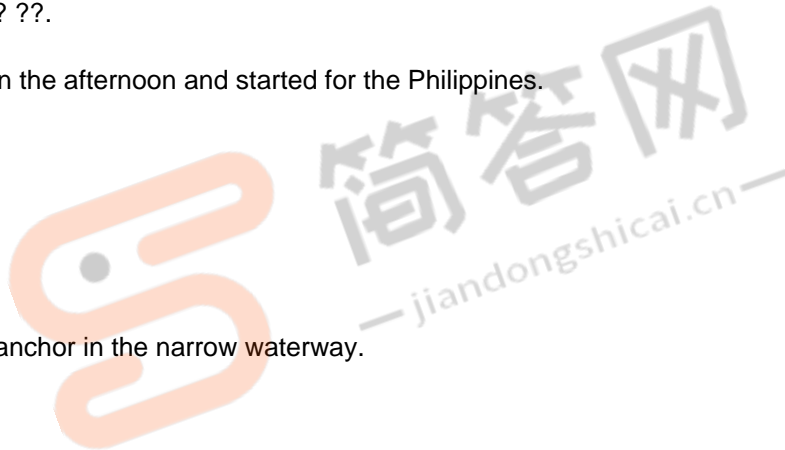 ? ??.
n the afternoon and started for the Philippines.
简答网
jiandongshicai.cn
anchor in the narrow waterway.